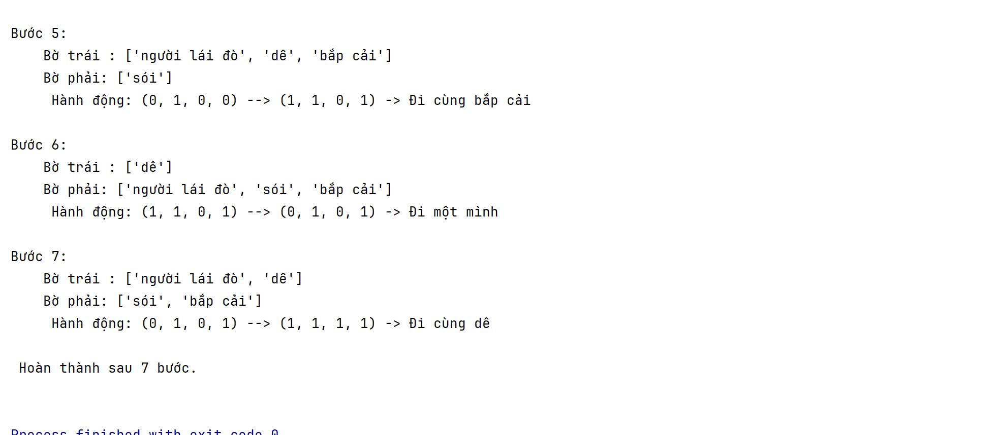 Bước 5:
Bờ trái : ['người lái đò', 'dê', 'bắp cải']
Bờ phải: ['sói']
Hành động: (0, 1, 0, 0) --> (1, 1, 0, 1) -> Đi cùng bắp cải
Bước 6:
Bờ trái : ['dê']
Bờ phải: ['người lái đò', 'sói', 'bắp cải']
Hành động: (1, 1, 0, 1) --> (0, 1, 0, 1) -> Đi một mình
Bước 7:
Bờ trái : ['người lái đò', 'dê']
Bờ phải: ['sói', 'bắp cải']
Hành động: (0, 1, 0, 1) --> (1, 1, 1, 1) -> Đi cùng dê
Hoàn thành sau 7 bước.
Process finished with exit code 0